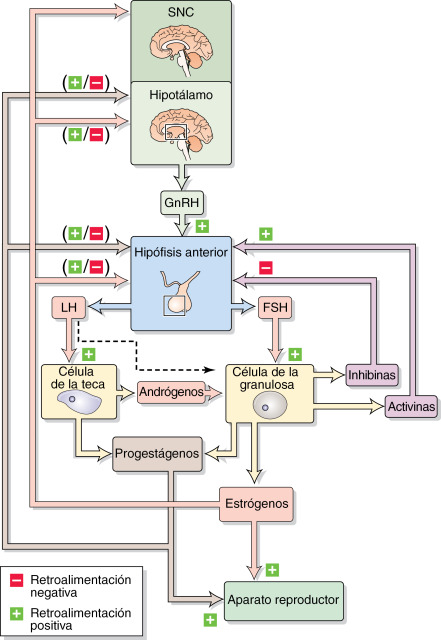 SNC
(+/−)
Hipotálamo
(+/−)
GnRH
+
(+/−)
+
Hipófisis anterior
(+/−)
−
LH
FSH
+
+
Célula
de la teca
Célula de la
granulosa
Andrógenos
Inhibinas
Activinas
Progestágenos
Estrógenos
+
− Retroalimentación
negativa
+ Retroalimentación
positiva
Aparato reproductor
+